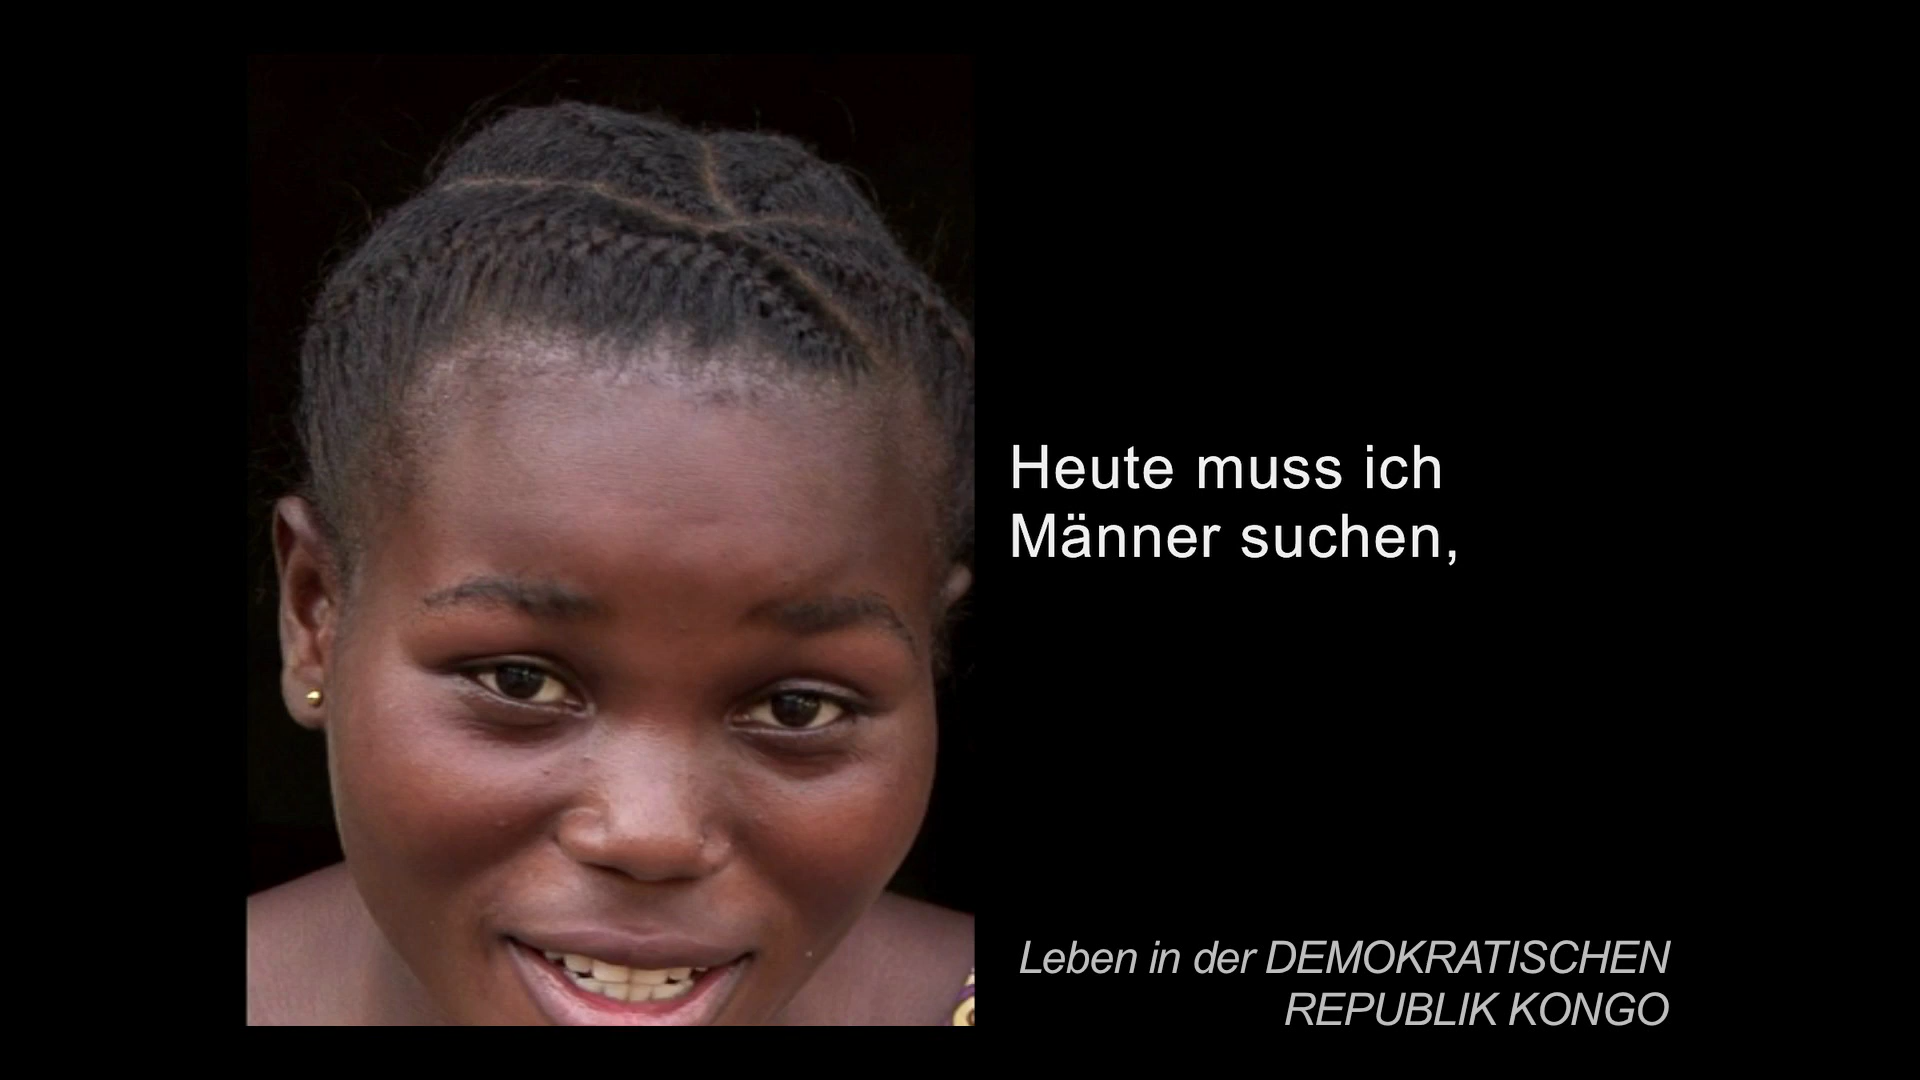 Heute muss ich
Männer suchen,
Leben in der DEMOKRATISCHEN
REPUBLIK KONGO